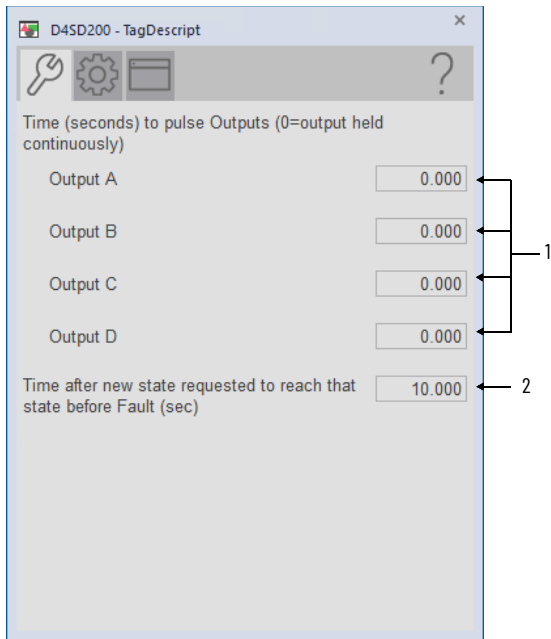 D4SD200 - TagDescript
×
?
Time (seconds) to pulse Outputs (0=output held
continuously)
Output A 0.000
Output B 0.000
1
Output C 0.000
Output D 0.000
Time after new state requested to reach that 10.000 2
state before Fault (sec)